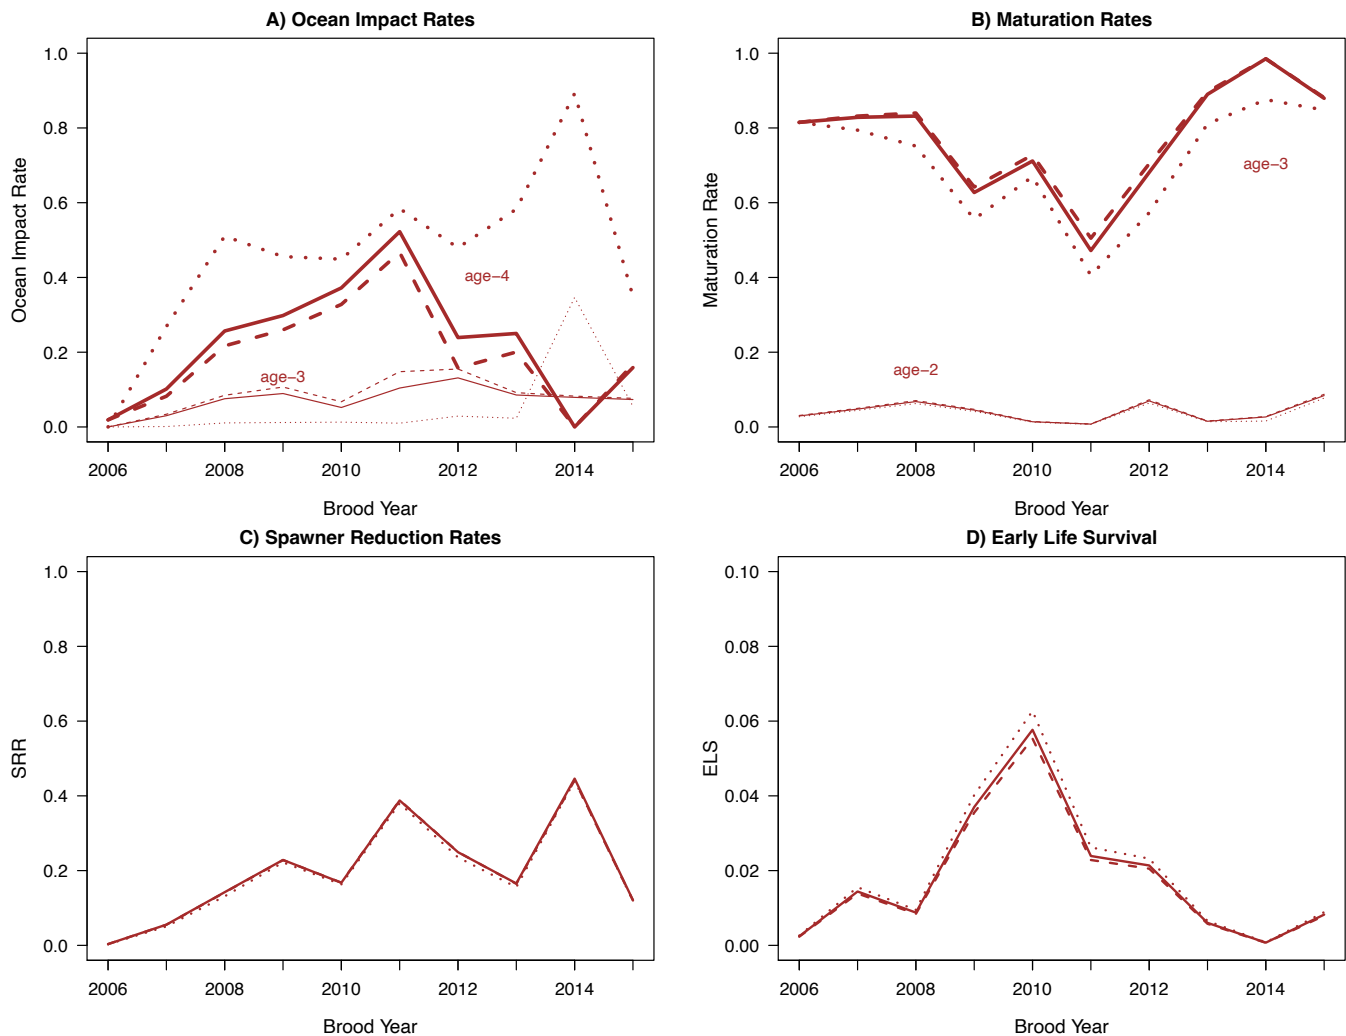 A) Ocean Impact Rates
Ocean Impact Rate
1.0
0.8
0.6
0.4
0.2
0.0
age−4
age−3
2006 2008 2010 2012 2014
Brood Year
B) Maturation Rates
Maturation Rate
1.0
0.8
0.6
0.4
0.2
0.0
age−3
age−2
2006 2008 2010 2012 2014
Brood Year
C) Spawner Reduction Rates
SRR
1.0
0.8
0.6
0.4
0.2
0.0
2006 2008 2010 2012 2014
Brood Year
D) Early Life Survival
ELS
0.10
0.08
0.06
0.04
0.02
0.00
2006 2008 2010 2012 2014
Brood Year